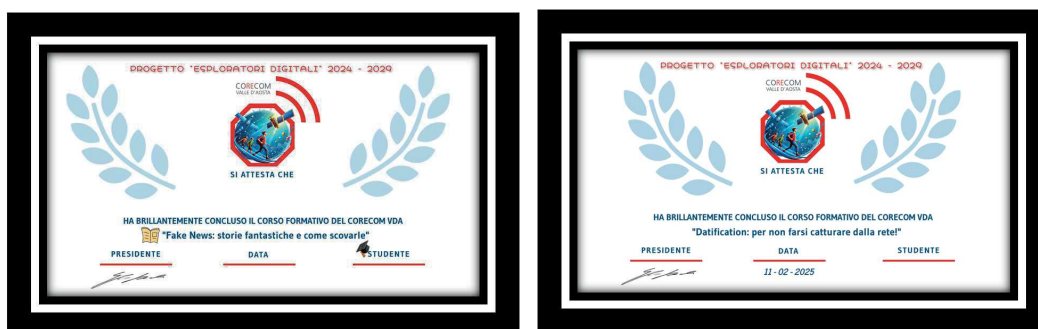 PROGETTO "ESPLORATORI DIGITALI" 2024 - 2029
CORECOM
VALLE D'AOSTA
SI ATTESTA CHE
HA BRILLANTEMENTE CONCLUSO IL CORSO FORMATIVO DEL CORECOM VDA
"Fake News: storie fantastiche e come scovarle"
PRESIDENTE DATA STUDENTE
PROGETTO "ESPLORATORI DIGITALI" 2024 - 2029
CORECOM
VALLE D'AOSTA
SI ATTESTA CHE
HA BRILLANTEMENTE CONCLUSO IL CORSO FORMATIVO DEL CORECOM VDA
"Datification: per non farsi catturare dalla rete!"
PRESIDENTE DATA STUDENTE
11 - 02 - 2025